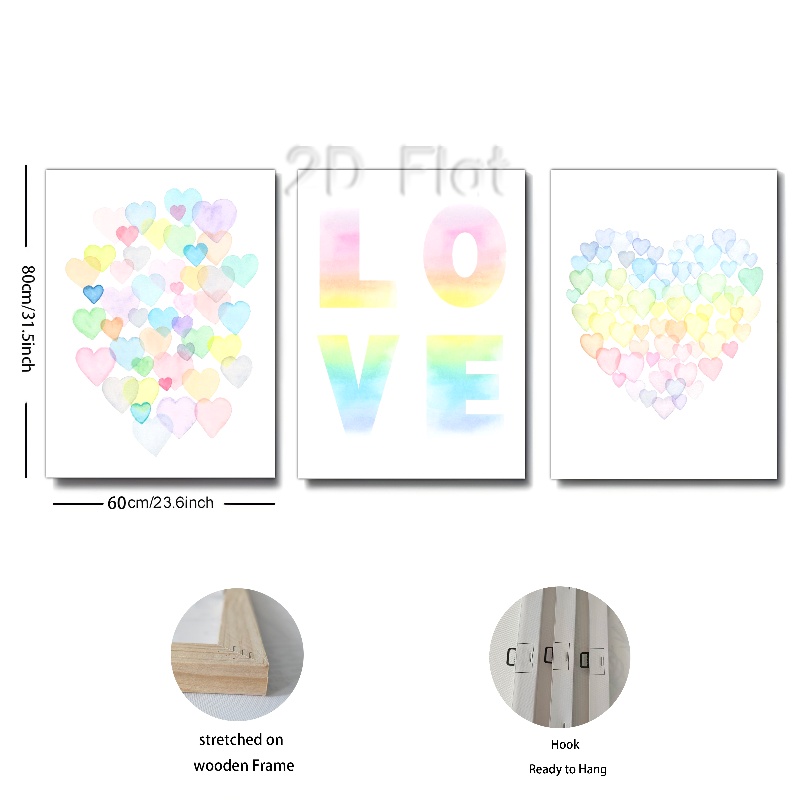 2D Flat
LO
VE
80cm/31.5inch
60cm/23.6inch
stretched on
wooden Frame
Hook
Ready to Hang